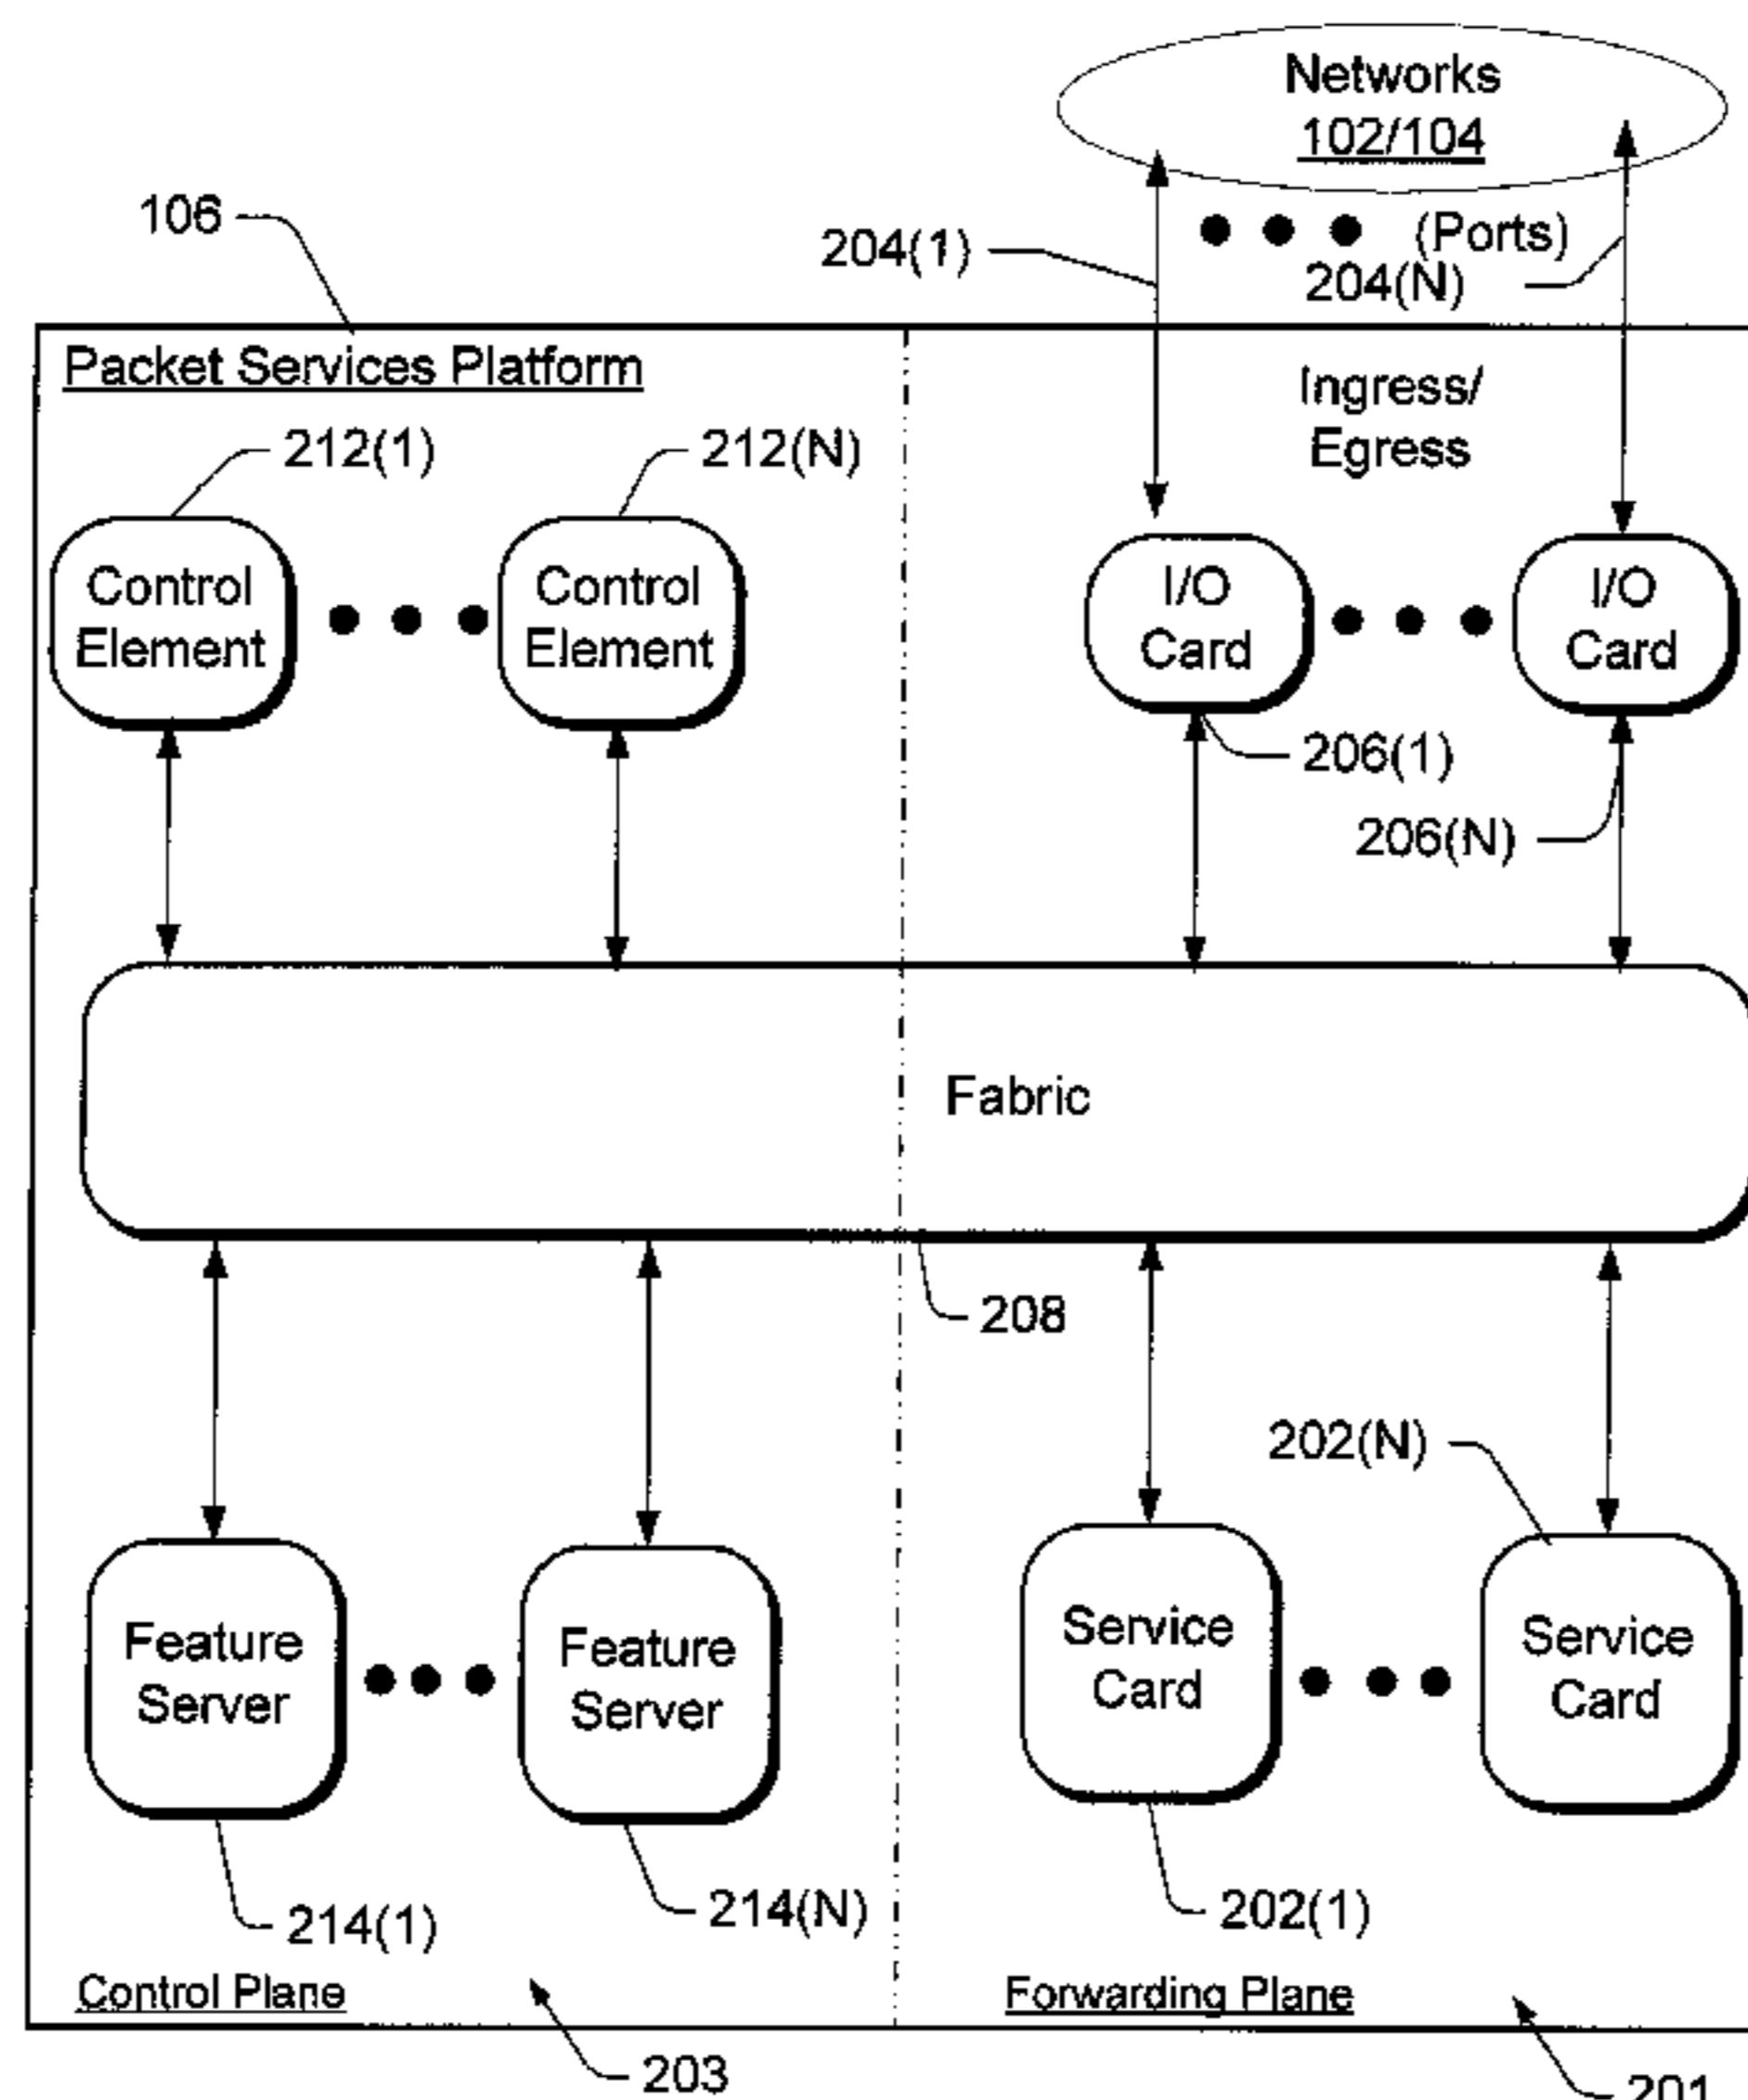 Networks
102/104
106
204(1)
(Ports)
204(N)
Packet Services Platform
Ingress/
Egress
212(1)
212(N)
Control
Element
Control
Element
I/O
Card
I/O
Card
206(1)
206(N)
Fabric
208
202(N)
Feature
Server
Feature
Server
Service
Card
Service
Card
214(1)
214(N)
202(1)
Control Plane
Forwarding Plane
203
201